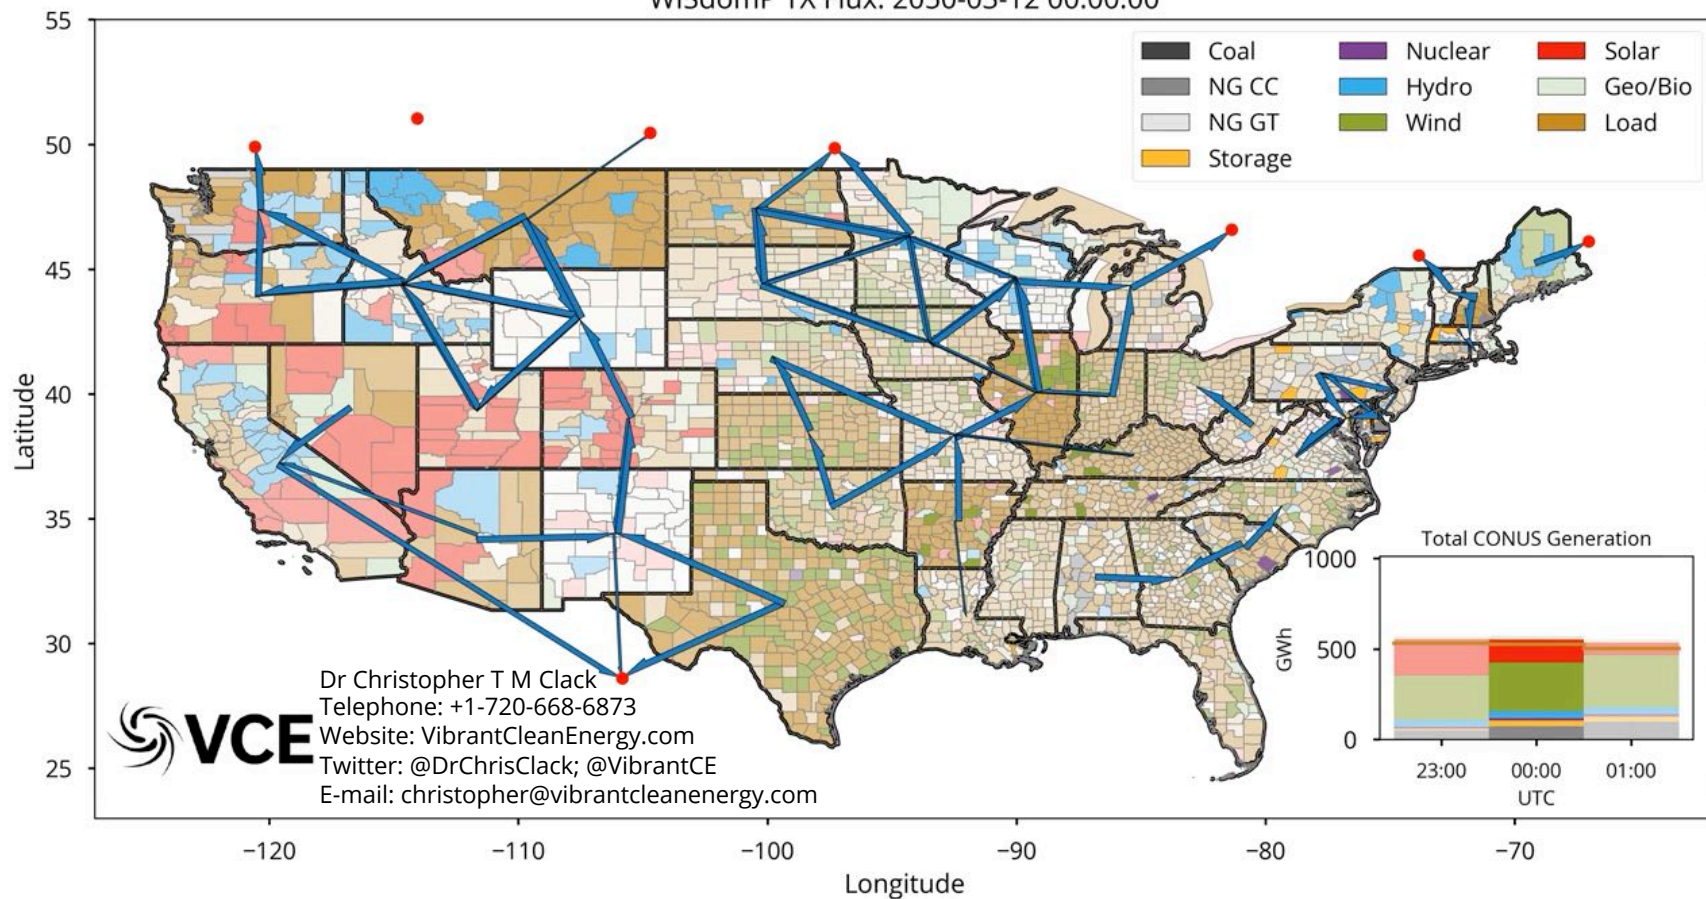 55
50
45
40
35
30
25
Latitude
Coal
NG CC
NG GT
Storage
Nuclear
Hydro
Wind
Solar
Geo/Bio
Load
Total CONUS Generation
1000
500
0
GWh
23:00 00:00 01:00
UTC
VCE
Dr Christopher T M Clack
Telephone: +1-720-668-6873
Website: VibrantCleanEnergy.com
Twitter: @DrChrisClack; @VibrantCE
E-mail: christopher@vibrantcleanenergy.com
−120 −110 −100 −90 −80 −70
Longitude